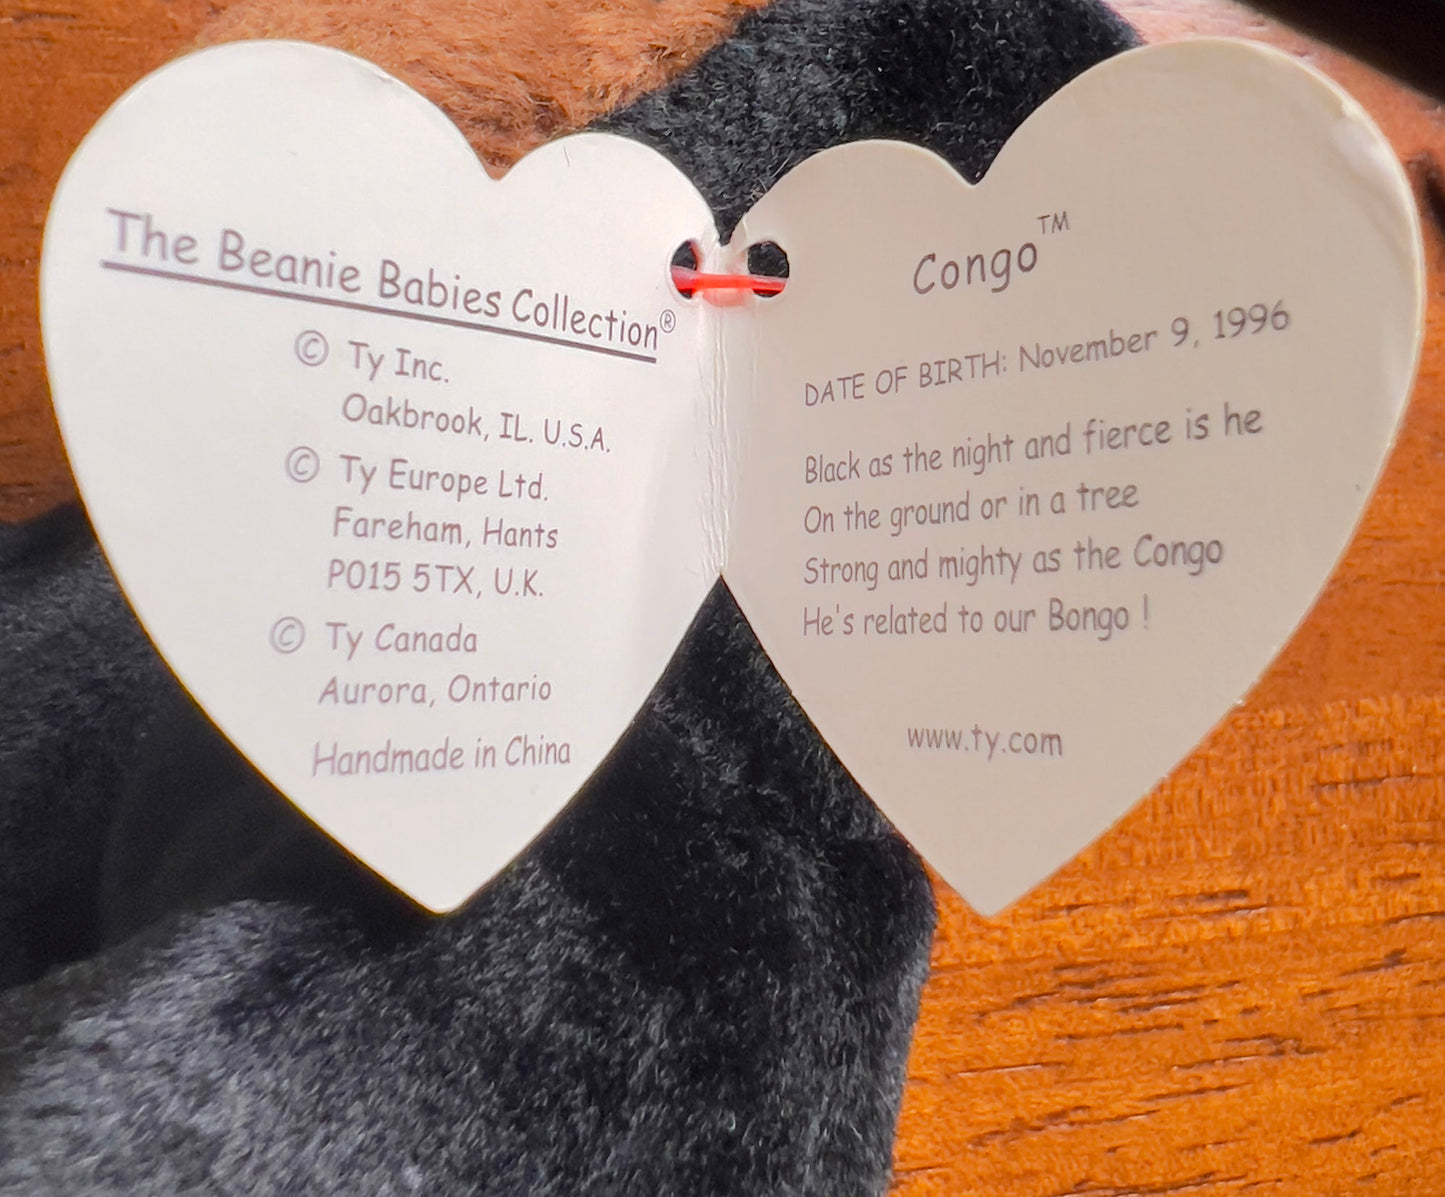 The Beanie Babies Collection®
© Ty Inc.
Oakbrook, IL. U.S.A.
© Ty Europe Ltd.
Fareham, Hants
PO15 5TX, U.K.
© Ty Canada
Aurora, Ontario
Handmade in China
Congo™
DATE OF BIRTH: November 9, 1996
Black as the night and fierce is he
On the ground or in a tree
Strong and mighty as the Congo
He's related to our Bongo !
www.ty.com